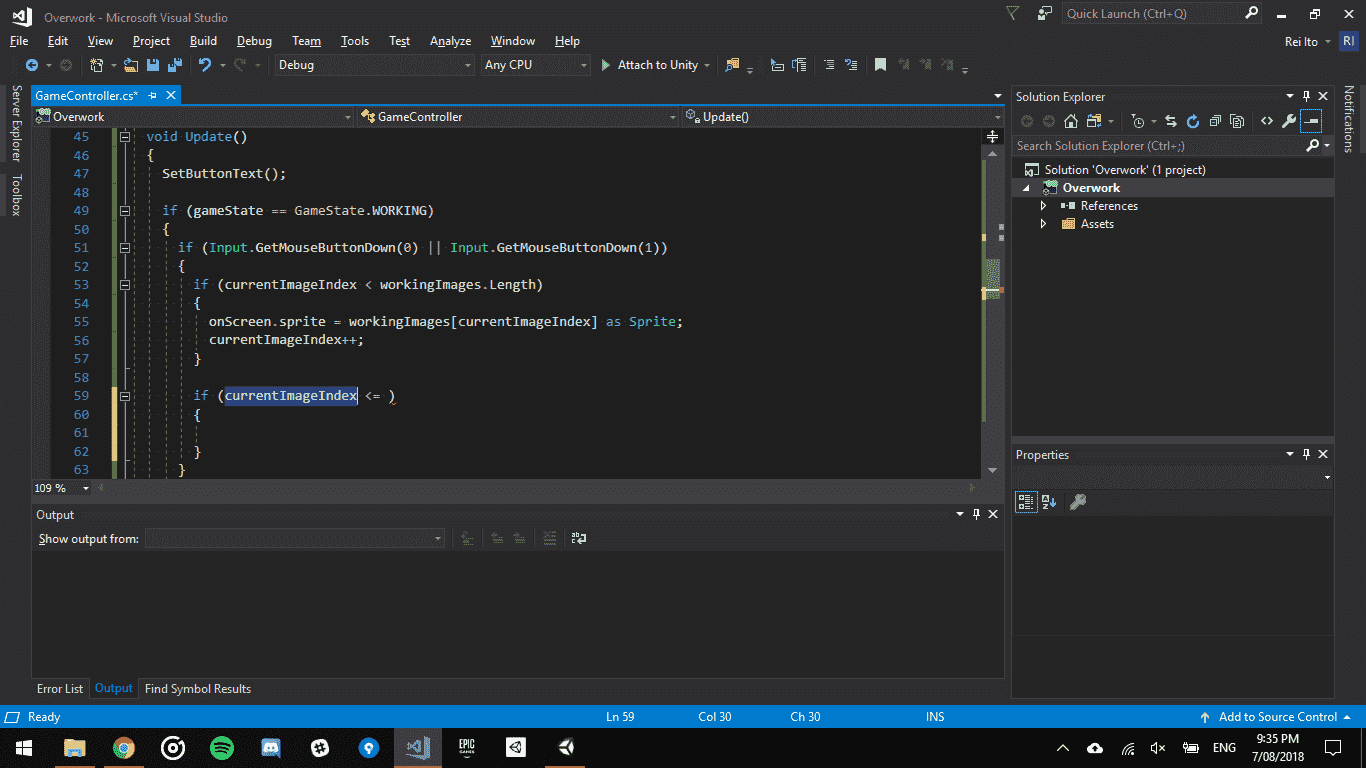 Overwork - Microsoft Visual Studio
Quick Launch (Ctrl+Q)
File Edit View Project Build Debug Team Tools Test Analyze Window Help
Rei Ito RI
Debug Any CPU Attach to Unity
Server Explorer
Toolbox
GameController.cs*
Overwork GameController Update()
45 void Update()
46 {
47 SetButtonText();
48
49 if (gameState == GameState.WORKING)
50 {
51 if (Input.GetMouseButtonDown(0) || Input.GetMouseButtonDown(1))
52 {
53 if (currentImageIndex < workingImages.Length)
54 {
55 onScreen.sprite = workingImages[currentImageIndex] as Sprite;
56 currentImageIndex++;
57 }
58
59 if (currentImageIndex <= )
60 {
61
62 }
63 }
109 %
Output
Show output from:
Error List Output Find Symbol Results
Solution Explorer
Search Solution Explorer (Ctrl+;)
Solution 'Overwork' (1 project)
Overwork
References
Assets
Properties
Notifications
Ready Ln 59 Col 30 Ch 30 INS Add to Source Control
EPIC
GAMES
ENG
9:35 PM
7/08/2018